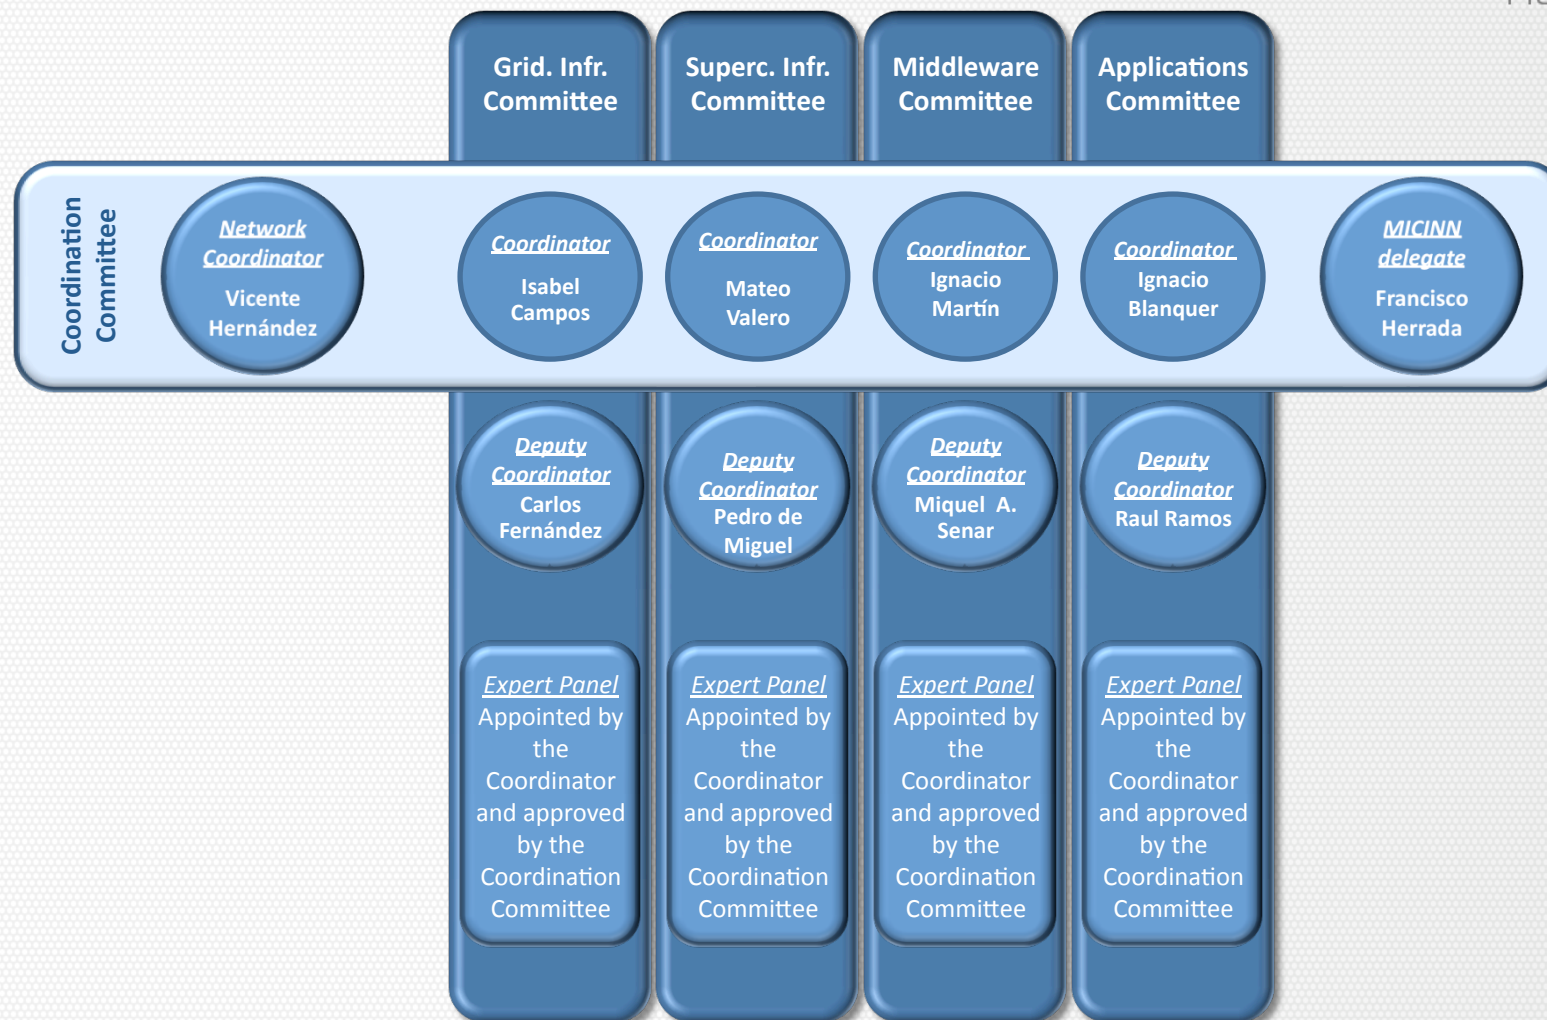 Grid. Infr.
Committee
Superc. Infr.
Committee
Middleware
Committee
Applications
Committee
Coordination
Committee
Network
Coordinator
Vicente
Hernández
Coordinator
Isabel
Campos
Coordinator
Mateo
Valero
Coordinator
Ignacio
Martín
Coordinator
Ignacio
Blanquer
MICINN
delegate
Francisco
Herrada
Deputy
Coordinator
Carlos
Fernández
Deputy
Coordinator
Pedro de
Miguel
Deputy
Coordinator
Miquel A.
Senar
Deputy
Coordinator
Raul Ramos
Expert Panel
Appointed by
the
Coordinator
and approved
by the
Coordination
Committee
Expert Panel
Appointed by
the
Coordinator
and approved
by the
Coordination
Committee
Expert Panel
Appointed by
the
Coordinator
and approved
by the
Coordination
Committee
Expert Panel
Appointed by
the
Coordinator
and approved
by the
Coordination
Committee